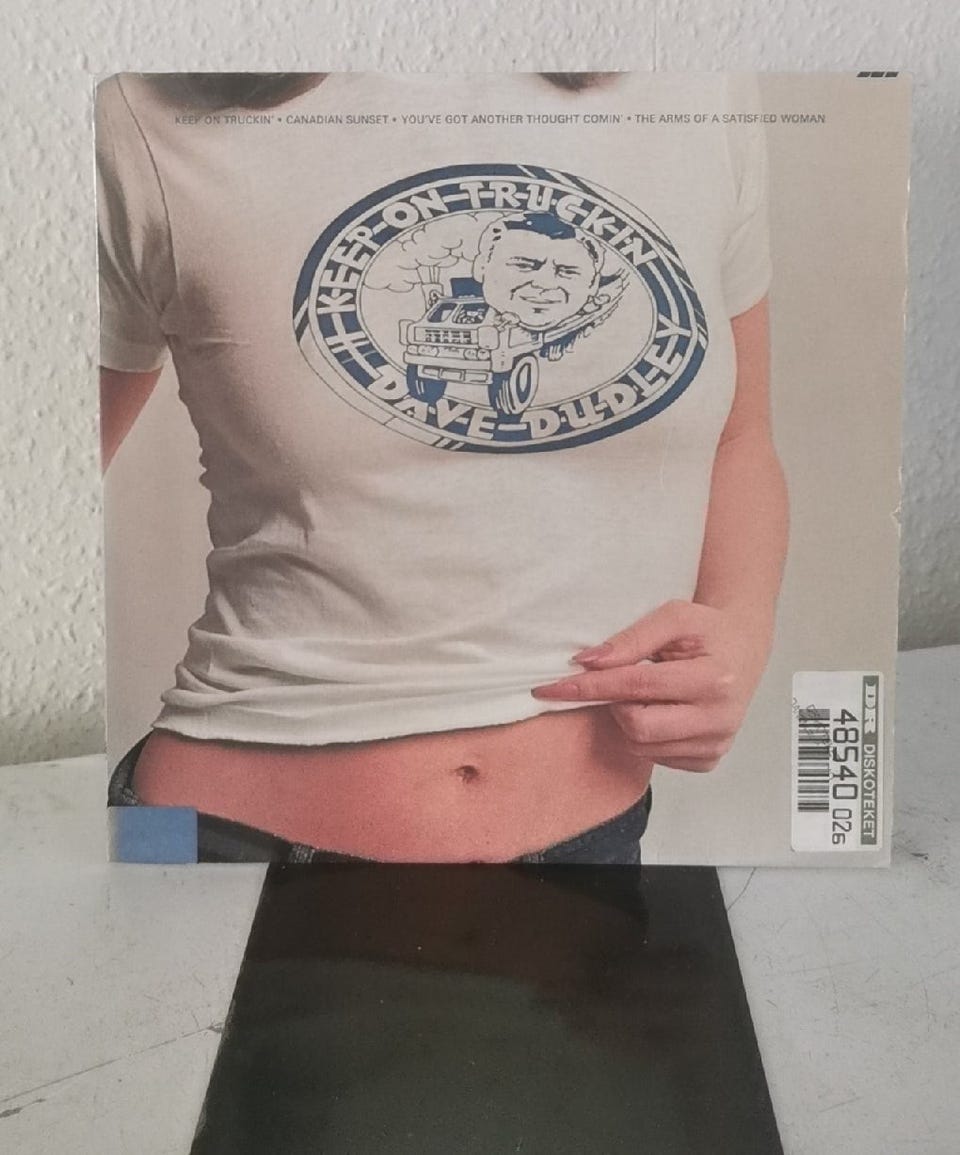 KEEP ON TRUCKIN' • CANADIAN SUNSET • YOU'VE GOT ANOTHER THOUGHT COMIN' • THE ARMS OF A SATISFIED WOMAN
KEEP-ON-TRUCKIN
DAVE-DUDLEY
DR DISKOTEKET
48540 026